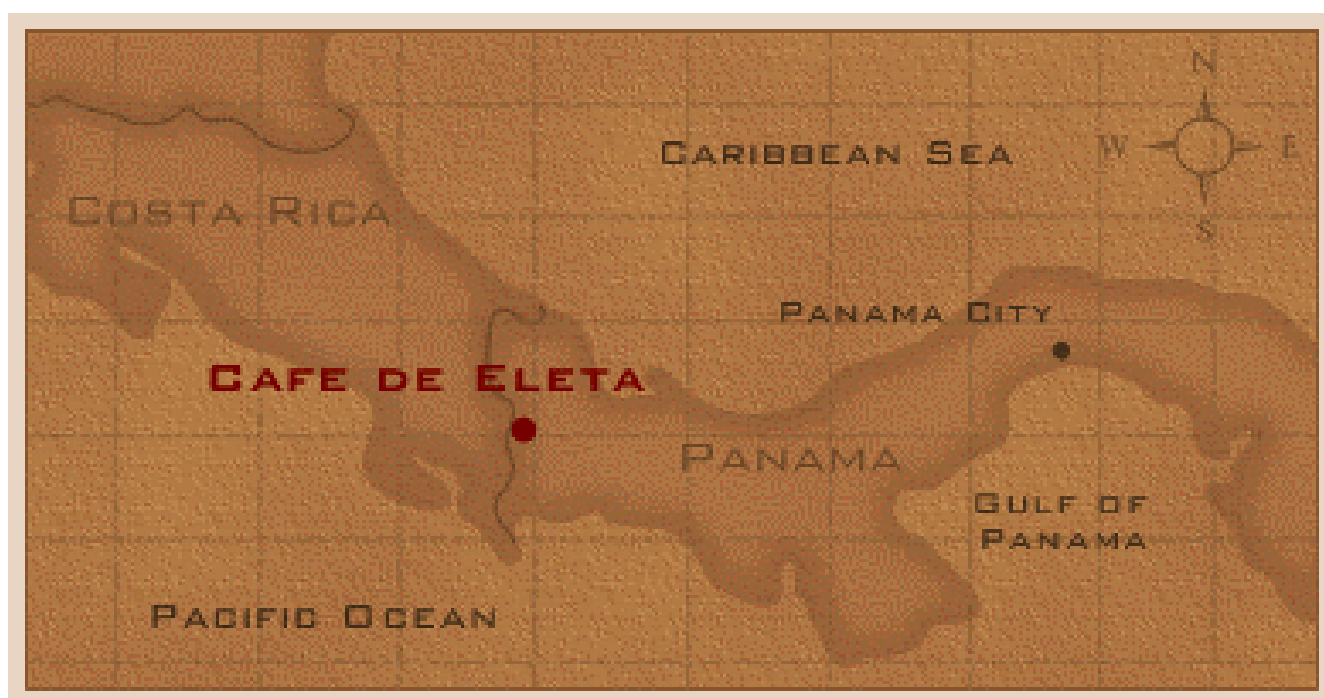 N
CARIBBEAN SEA
W E
COSTA RICA
S
PANAMA CITY
CAFE DE ELETA
PANAMA
GULF OF
PANAMA
PACIFIC OCEAN